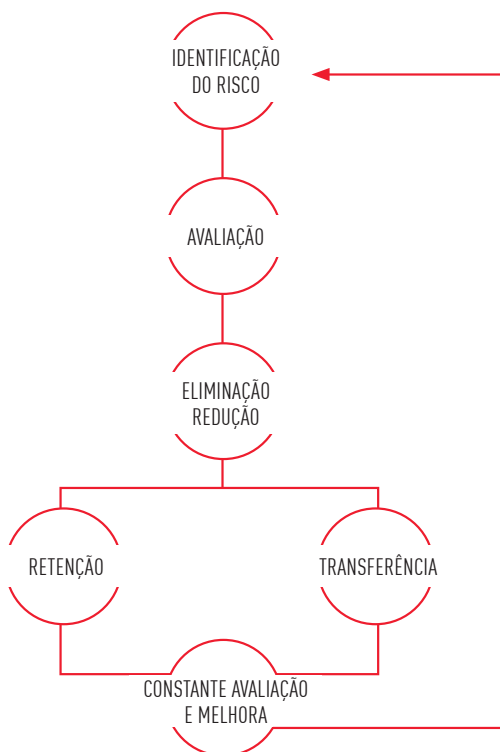 IDENTIFICAÇÃO
DO RISCO
AVALIAÇÃO
ELIMINAÇÃO
REDUÇÃO
RETENÇÃO
TRANSFERÊNCIA
CONSTANTE AVALIAÇÃO
E MELHORA